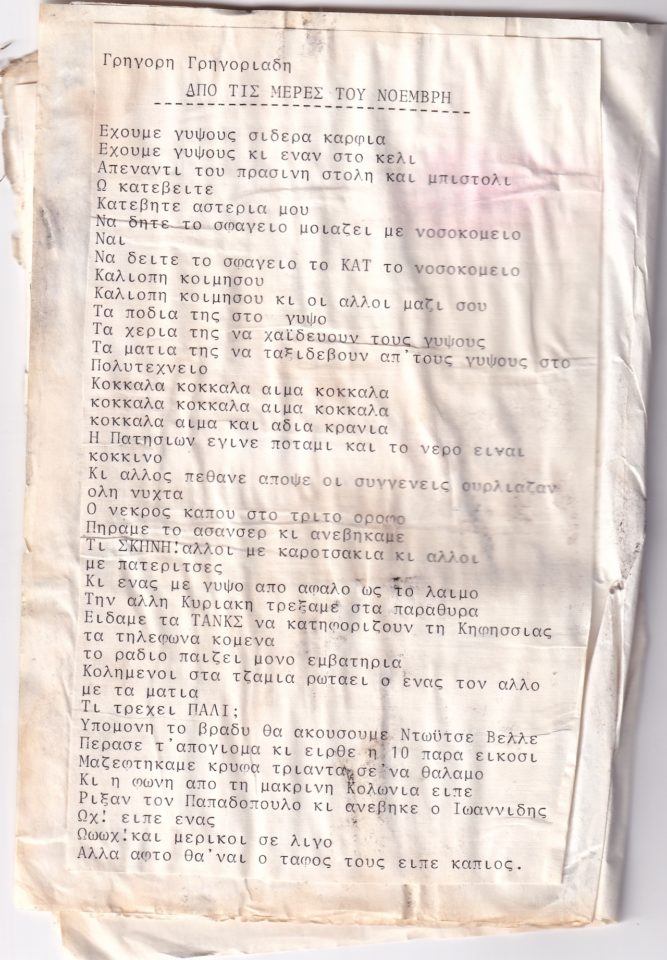 Γρηγορη Γρηγοριαδη
ΑΠΟ ΤΙΣ ΜΕΡΕΣ ΤΟΥ ΝΟΕΜΒΡΗ
Εχουμε γυψους σιδερα καρφια
Εχουμε γυψους κι εναν στο κελι
Απεναντι του πρασινη στολη και μπιστολι
Ω κατεβειτε
Κατεβητε αστερια μου
Να δητε το σφαγειο μοιαζει με νοσοκομειο
Ναι
Να δειτε το σφαγειο το ΚΑΤ το νοσοκομειο
Καλιοπη κοιμησου
Καλιοπη κοιμησου κι οι αλλοι μαζι σου
Τα ποδια της στο γυψο
Τα χερια της να χαϊδευουν τους γυψους
Τα ματια της να ταξιδεβουν απ'τους γυψους στο
Πολυτεχνειο
Κοκκαλα κοκκαλα αιμα κοκκαλα
κοκκαλα κοκκαλα αιμα κοκκαλα
κοκκαλα αιμα και αδια κρανια
Η Πατησιων εγινε ποταμι και το νερο ειναι
κοκκινο
Κι αλλος πεθανε αποψε οι συγγενεις ουρλιαζαν
ολη νυχτα
Ο νεκρος καπου στο τριτο οροφο
Πηραμε το ασανσερ κι ανεβηκαμε
Τι ΣΚΗΝΗ!αλλοι με καροτσακια κι αλλοι
με πατεριτσες
Κι ενας με γυψο απο αφαλο ως το λαιμο
Την αλλη Κυριακη τρεξαμε στα παραθυρα
Ειδαμε τα ΤΑΝΚΣ να κατηφοριζουν τη Κηφησσιας
τα τηλεφωνα κομενα
το ραδιο παιζει μονο εμβατηρια
Κολημενοι στα τζαμια ρωταει ο ενας τον αλλο
με τα ματια
Τι τρεχει ΠΑΛΙ;
Υπομονη το βραδυ θα ακουσουμε Ντωϋτσε Βελλε
Περασε τ'απογιομα κι ειρθε η 10 παρα εικοσι
Μαζεφτηκαμε κρυφα τριαντα σε'να θαλαμο
Κι η φωνη απο τη μακρινη Κολωνια ειπε
Ριξαν τον Παπαδοπουλο κι ανεβηκε ο Ιωαννιδης
Ωχ! ειπε ενας
Ωωωχ!και μερικοι σε λιγο
Αλλα αφτο θα'ναι ο ταφος τους ειπε καπιος.